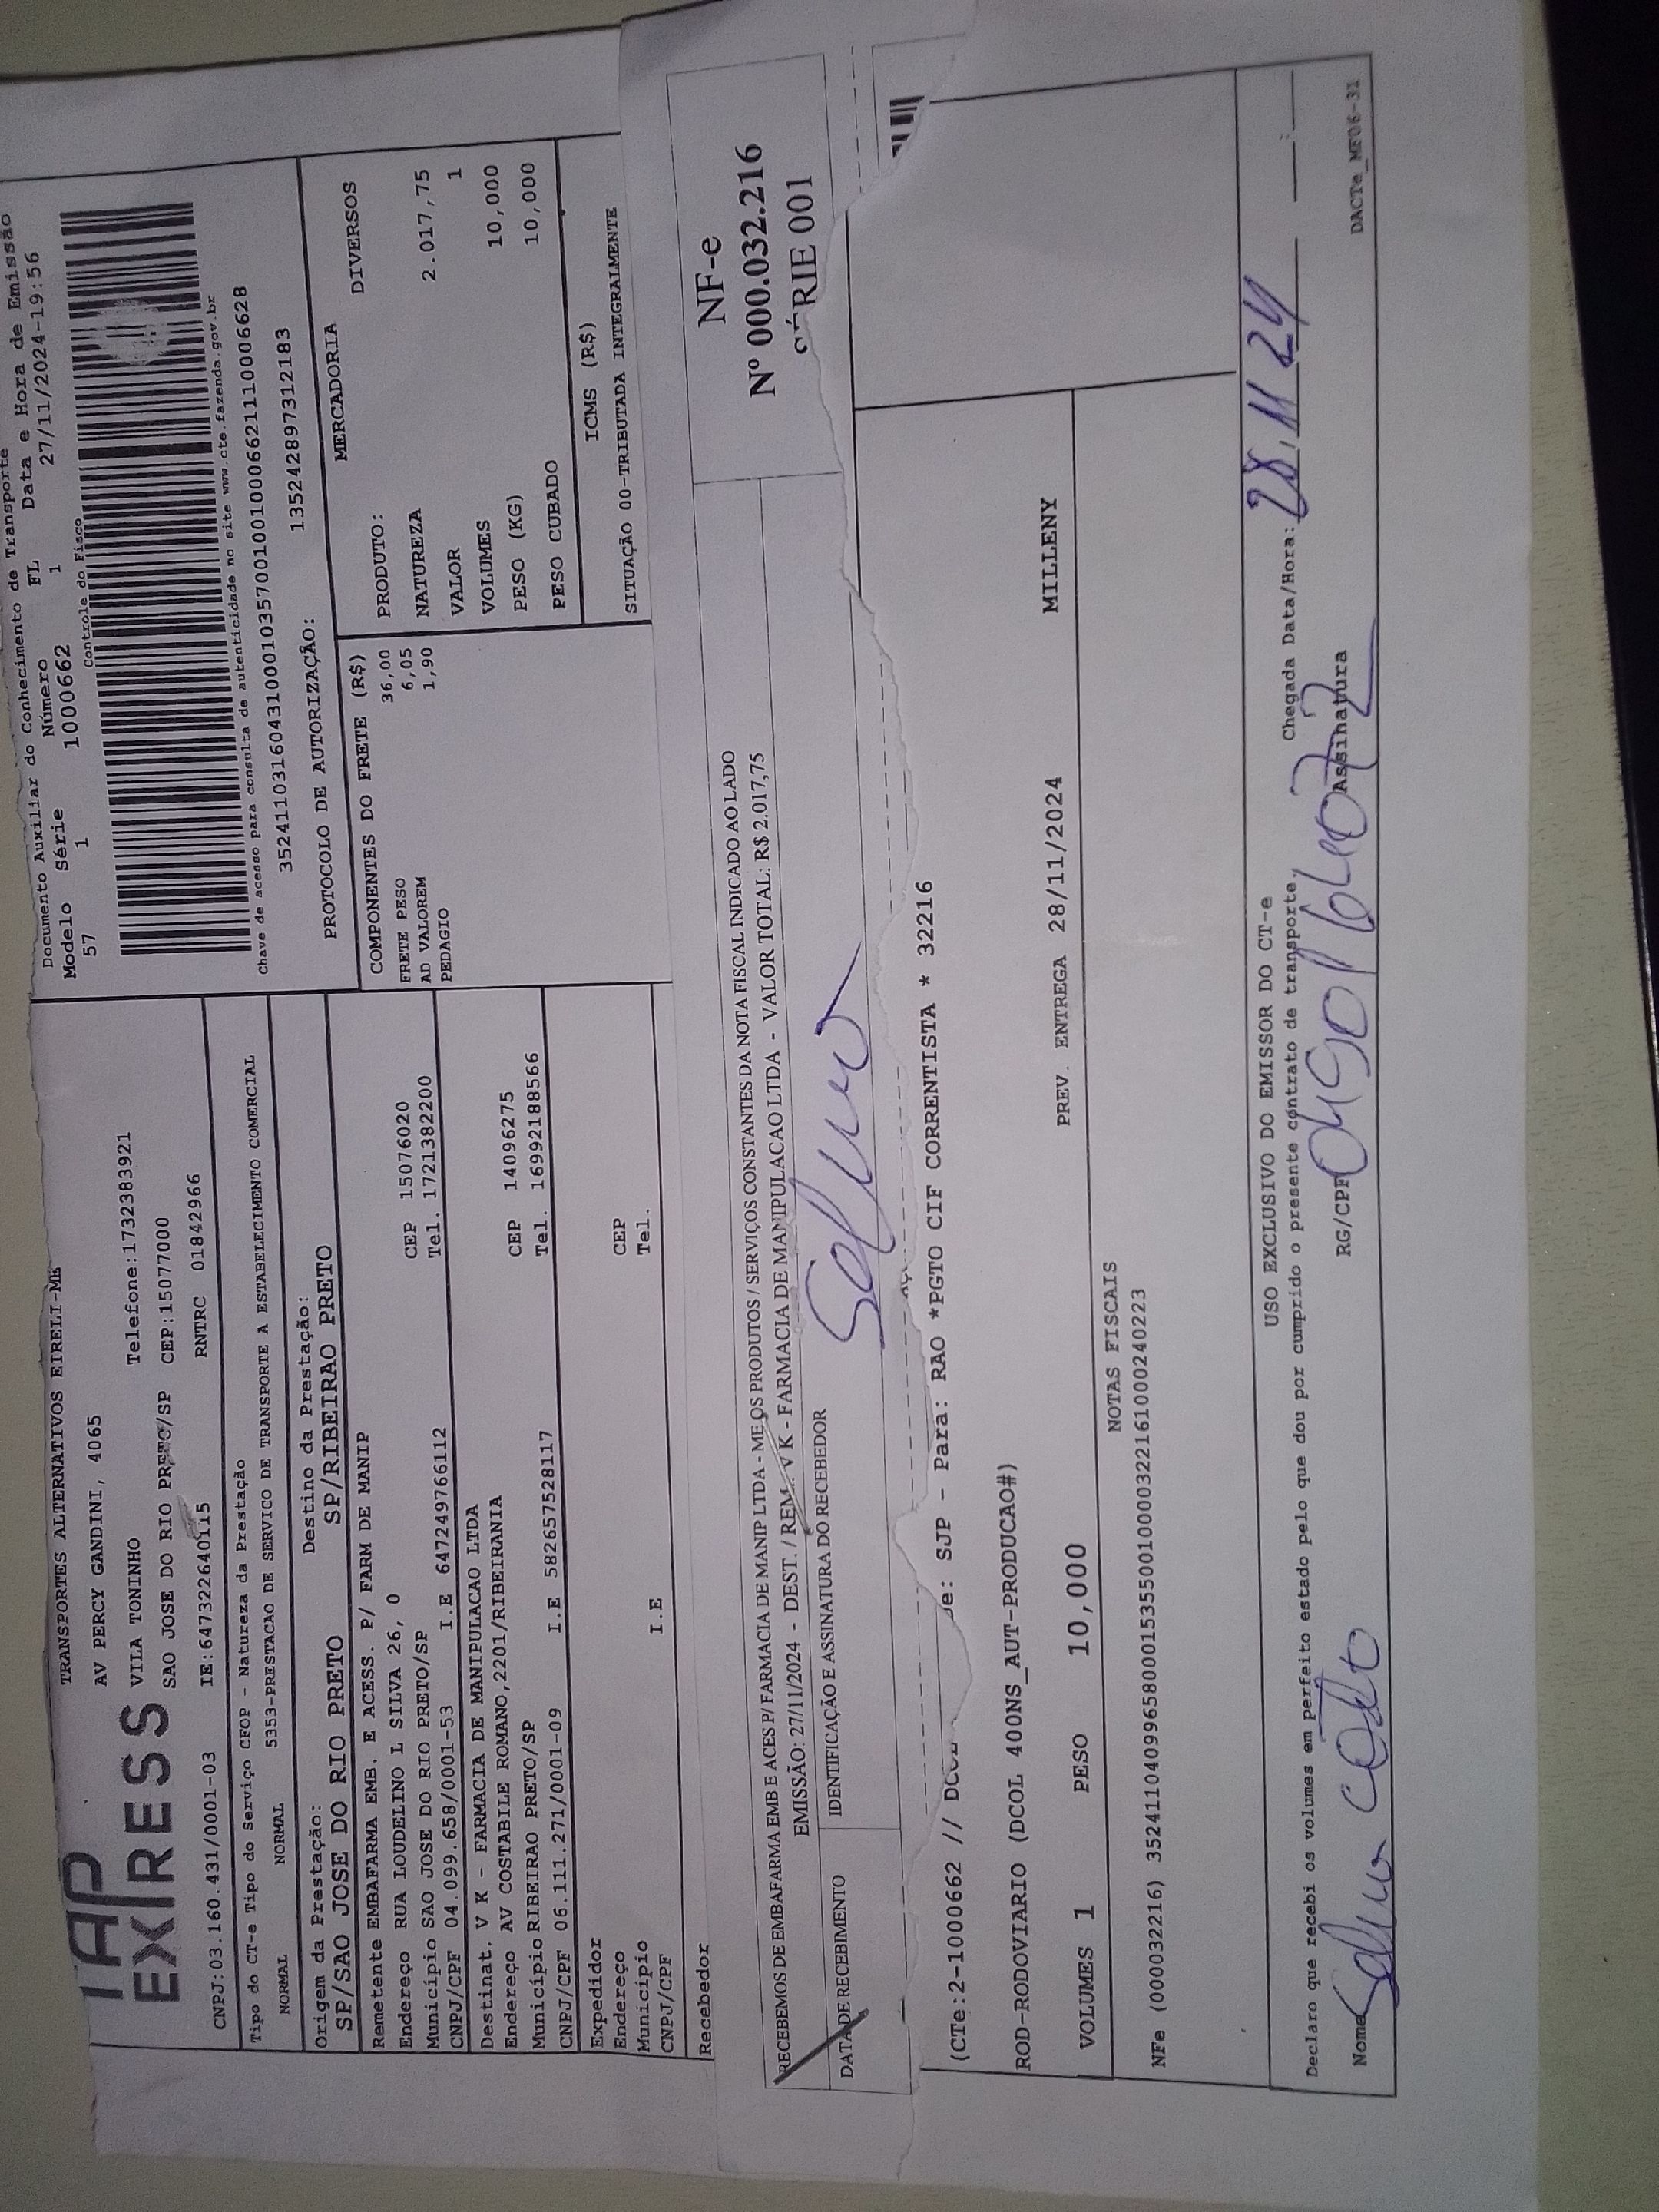 TAP
EXPRESS
TRANSPORTES ALTERNATIVOS EIRELI-ME
AV PERCY GANDINI, 4065
VILA TONINHO Telefone:1732383921
SAO JOSE DO RIO PRETO/SP CEP:15077000
CNPJ:03.160.431/0001-03 IE:647322640115 RNTRC 01842966
Documento Auxiliar do Conhecimento de Transporte
Modelo Série Número FL Data e Hora de Emissão
57 1 1000662 1 27/11/2024-19:56
Controle do Fisco
Chave de acesso para consulta de autenticidade no site www.cte.fazenda.gov.br
35241103160431000103570010010006621110006628
PROTOCOLO DE AUTORIZAÇÃO: 135242897312183
Tipo do CT-e Tipo do Serviço CFOP - Natureza da Prestação
NORMAL NORMAL 5353-PRESTACAO DE SERVICO DE TRANSPORTE A ESTABELECIMENTO COMERCIAL
Origem da Prestação: Destino da Prestação:
SP/SAO JOSE DO RIO PRETO SP/RIBEIRAO PRETO
Remetente EMBAFARMA EMB. E ACESS. P/ FARM DE MANIP
Endereço RUA LOUDELINO L SILVA 26, 0 CEP 15076020
Município SAO JOSE DO RIO PRETO/SP Tel. 1721382200
CNPJ/CPF 04.099.658/0001-53 I.E 647249766112
Destinat. V K - FARMACIA DE MANIPULACAO LTDA
Endereço AV COSTABILE ROMANO,2201/RIBEIRANIA CEP 14096275
Município RIBEIRAO PRETO/SP Tel. 16992188566
CNPJ/CPF 06.111.271/0001-09 I.E 582657528117
Expedidor
Endereço CEP
Município Tel.
CNPJ/CPF I.E
Recebedor
COMPONENTES DO FRETE (R$)
FRETE PESO 36,00
AD VALOREM 6,05
PEDAGIO 1,90
MERCADORIA
PRODUTO: DIVERSOS
NATUREZA
VALOR 2.017,75
VOLUMES 1
PESO (KG) 10,000
PESO CUBADO 10,000
ICMS (R$)
SITUAÇÃO 00-TRIBUTADA INTEGRALMENTE
RECEBEMOS DE EMBAFARMA EMB E ACES P/ FARMACIA DE MANIP LTDA - ME OS PRODUTOS / SERVIÇOS CONSTANTES DA NOTA FISCAL INDICADO AO LADO
EMISSÃO: 27/11/2024 - DEST. / REM.: V K - FARMACIA DE MANIPULACAO LTDA - VALOR TOTAL: R$ 2.017,75
DATA DE RECEBIMENTO IDENTIFICAÇÃO E ASSINATURA DO RECEBEDOR
Selma
NF-e
Nº 000.032.216
SÉRIE 001
(CTe:2-1000662 // De: SJP - Para: RAO *PGTO CIF CORRENTISTA * 32216
ROD-RODOVIARIO (DCOL 400NS_AUT-PRODUCAO#)
VOLUMES 1 PESO 10,000 PREV. ENTREGA 28/11/2024 MILLENY
NOTAS FISCAIS
NFe (000032216) 35241104099658000153550010000322161000240223
USO EXCLUSIVO DO EMISSOR DO CT-e
Declaro que recebi os volumes em perfeito estado pelo que dou por cumprido o presente contrato de transporte. Chegada Data/Hora: 28/11/24 :
Nome Selma RG/CPF Assinatura
DACTe_MF06-31